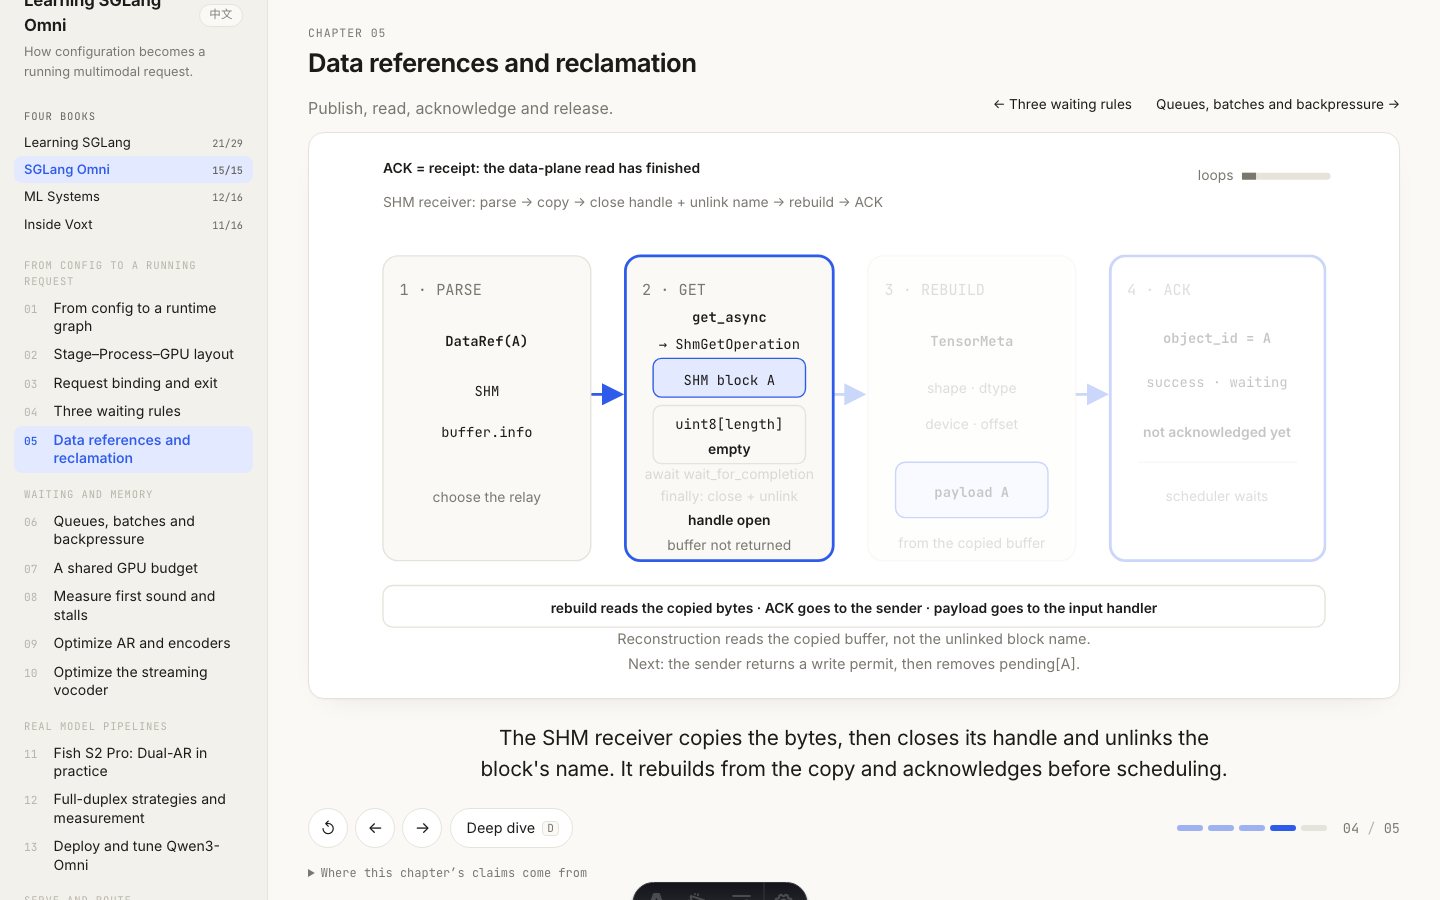 Learning SGLang
Omni
中文
How configuration becomes a
running multimodal request.
FOUR BOOKS
Learning SGLang 21/29
SGLang Omni 15/15
ML Systems 12/16
Inside Voxt 11/16
FROM CONFIG TO A RUNNING
REQUEST
01 From config to a runtime
graph
02 Stage–Process–GPU layout
03 Request binding and exit
04 Three waiting rules
05 Data references and
reclamation
WAITING AND MEMORY
06 Queues, batches and
backpressure
07 A shared GPU budget
08 Measure first sound and
stalls
09 Optimize AR and encoders
10 Optimize the streaming
vocoder
REAL MODEL PIPELINES
11 Fish S2 Pro: Dual-AR in
practice
12 Full-duplex strategies and
measurement
13 Deploy and tune Qwen3-
Omni
SERVE AND ROUTE
CHAPTER 05
Data references and reclamation
Publish, read, acknowledge and release.
← Three waiting rules Queues, batches and backpressure →
ACK = receipt: the data-plane read has finished
loops
SHM receiver: parse → copy → close handle + unlink name → rebuild → ACK
1 · PARSE
DataRef(A)
SHM
buffer.info
choose the relay
2 · GET
get_async
→ ShmGetOperation
SHM block A
uint8[length]
empty
await wait_for_completion
finally: close + unlink
handle open
buffer not returned
3 · REBUILD
TensorMeta
shape · dtype
device · offset
payload A
from the copied buffer
4 · ACK
object_id = A
success · waiting
not acknowledged yet
scheduler waits
rebuild reads the copied bytes · ACK goes to the sender · payload goes to the input handler
Reconstruction reads the copied buffer, not the unlinked block name.
Next: the sender returns a write permit, then removes pending[A].
The SHM receiver copies the bytes, then closes its handle and unlinks the
block's name. It rebuilds from the copy and acknowledges before scheduling.
Deep dive D
04 / 05
▶ Where this chapter's claims come from